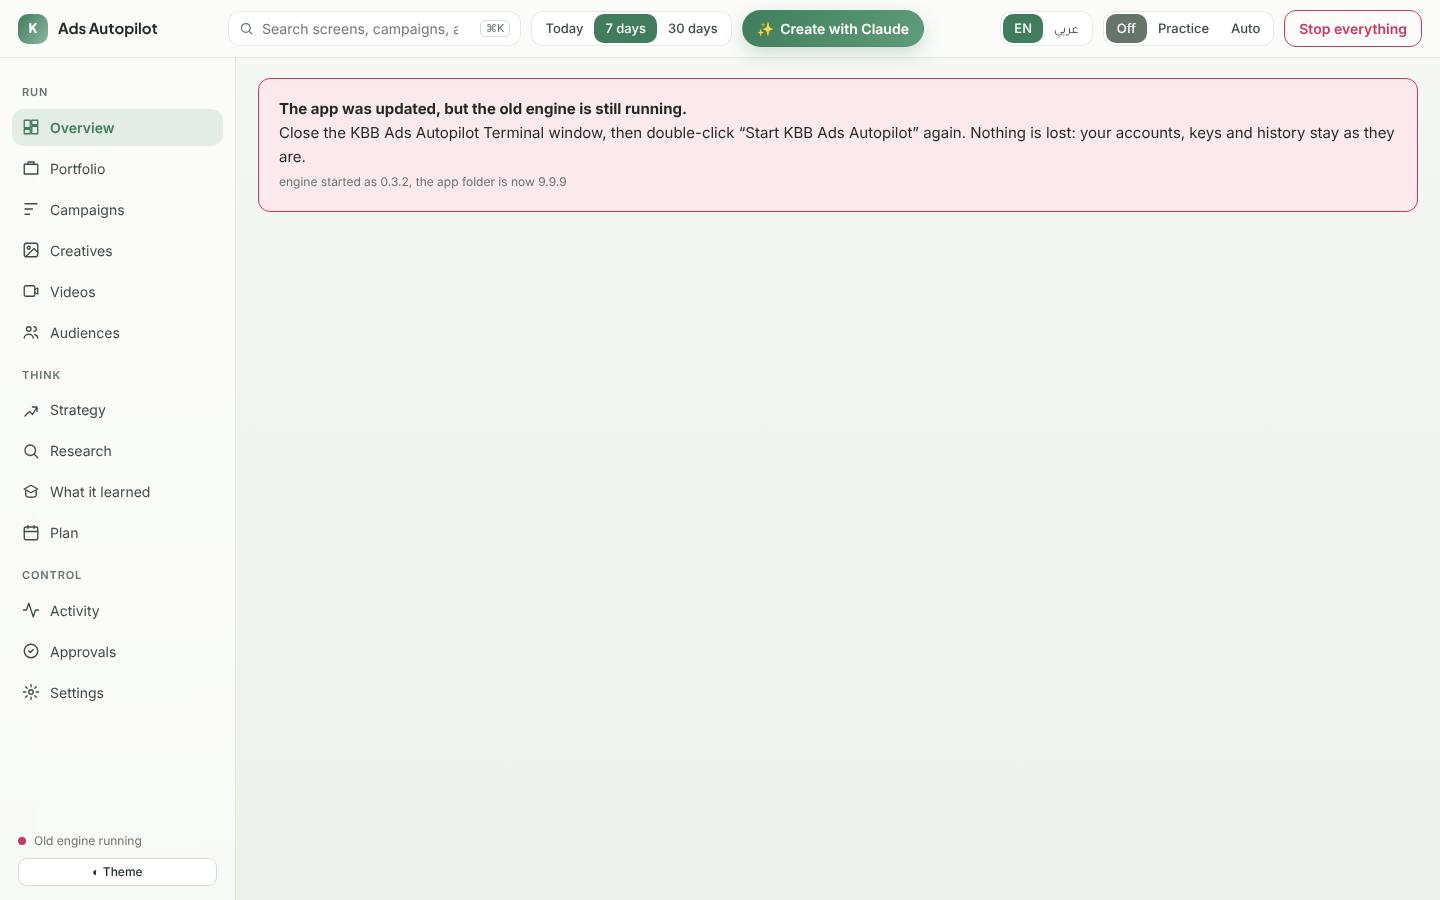 K Ads Autopilot
Search screens, campaigns, a ⌘K
Today 7 days 30 days
✨ Create with Claude
EN عربي
Off Practice Auto
Stop everything
RUN
Overview
Portfolio
Campaigns
Creatives
Videos
Audiences
THINK
Strategy
Research
What it learned
Plan
CONTROL
Activity
Approvals
Settings
Old engine running
Theme
The app was updated, but the old engine is still running.
Close the KBB Ads Autopilot Terminal window, then double-click “Start KBB Ads Autopilot” again. Nothing is lost: your accounts, keys and history stay as they
are.
engine started as 0.3.2, the app folder is now 9.9.9